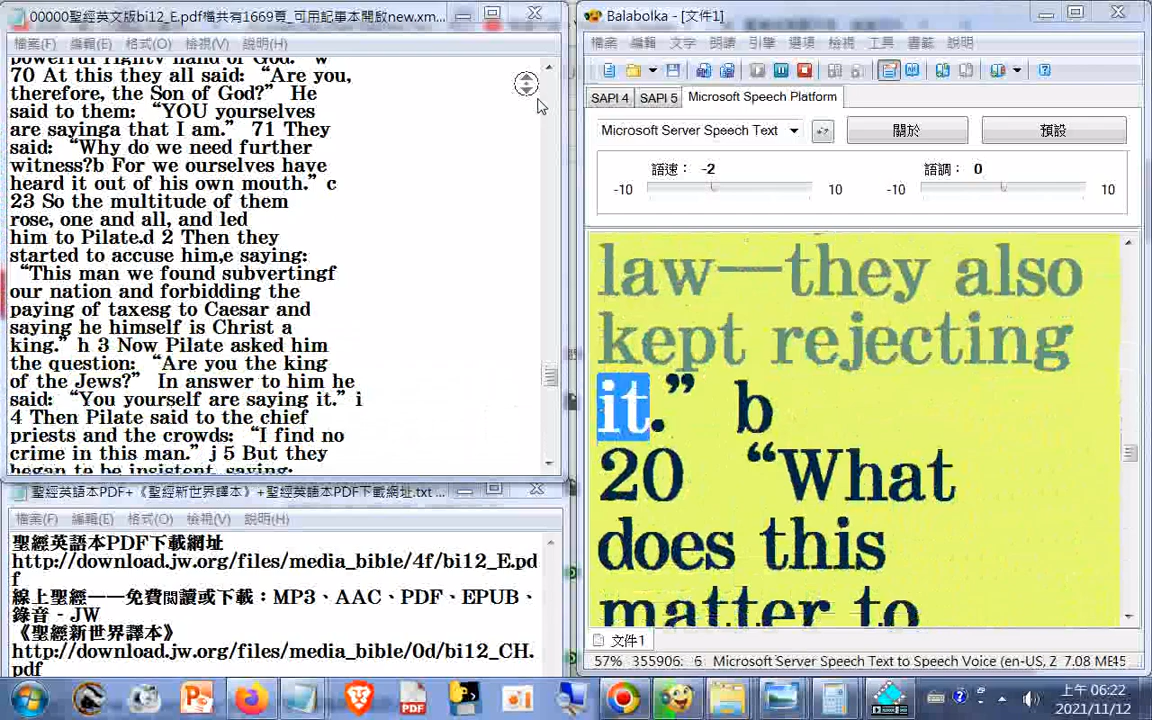 00000聖經英文版bi12_E.pdf檔共有1669頁_可用記事本開啟new.xm...
檔案(F) 編輯(E) 格式(O) 檢視(V) 說明(H)
powerful rightv hand of God."w
70 At this they all said: “Are you,
therefore, the Son of God?” He
said to them: “YOU yourselves
are sayinga that I am.” 71 They
said: “Why do we need further
witness?b For we ourselves have
heard it out of his own mouth.” c
23 So the multitude of them
rose, one and all, and led
him to Pilate.d 2 Then they
started to accuse him,e saying:
“This man we found subvertingf
our nation and forbidding the
paying of taxesg to Caesar and
saying he himself is Christ a
king.” h 3 Now Pilate asked him
the question: “Are you the king
of the Jews?” In answer to him he
said: “You yourself are saying it.” i
4 Then Pilate said to the chief
priests and the crowds: “I find no
crime in this man.” j 5 But they
began to be insistent, saying:
聖經英語本PDF+《聖經新世界譯本》+聖經英語本PDF下載網址.txt ...
檔案(F) 編輯(E) 格式(O) 檢視(V) 說明(H)
聖經英語本PDF下載網址
http://download.jw.org/files/media_bible/4f/bi12_E.pd
f
線上聖經——免費閱讀或下載：MP3、AAC、PDF、EPUB、
錄音 - JW
《聖經新世界譯本》
http://download.jw.org/files/media_bible/0d/bi12_CH.
pdf
Balabolka - [文件1]
檔案 編輯 文字 朗讀 引擎 選項 檢視 工具 書籤 說明
SAPI 4 SAPI 5 Microsoft Speech Platform
Microsoft Server Speech Text 關於 預設
語速： -2 語調： 0
-10 10 -10 10
law—they also
kept rejecting
it.” b
20 “What
does this
matter to
文件1
57% 355906: 6 Microsoft Server Speech Text to Speech Voice (en-US, Z 7.08 ME45
上午 06:22
2021/11/12